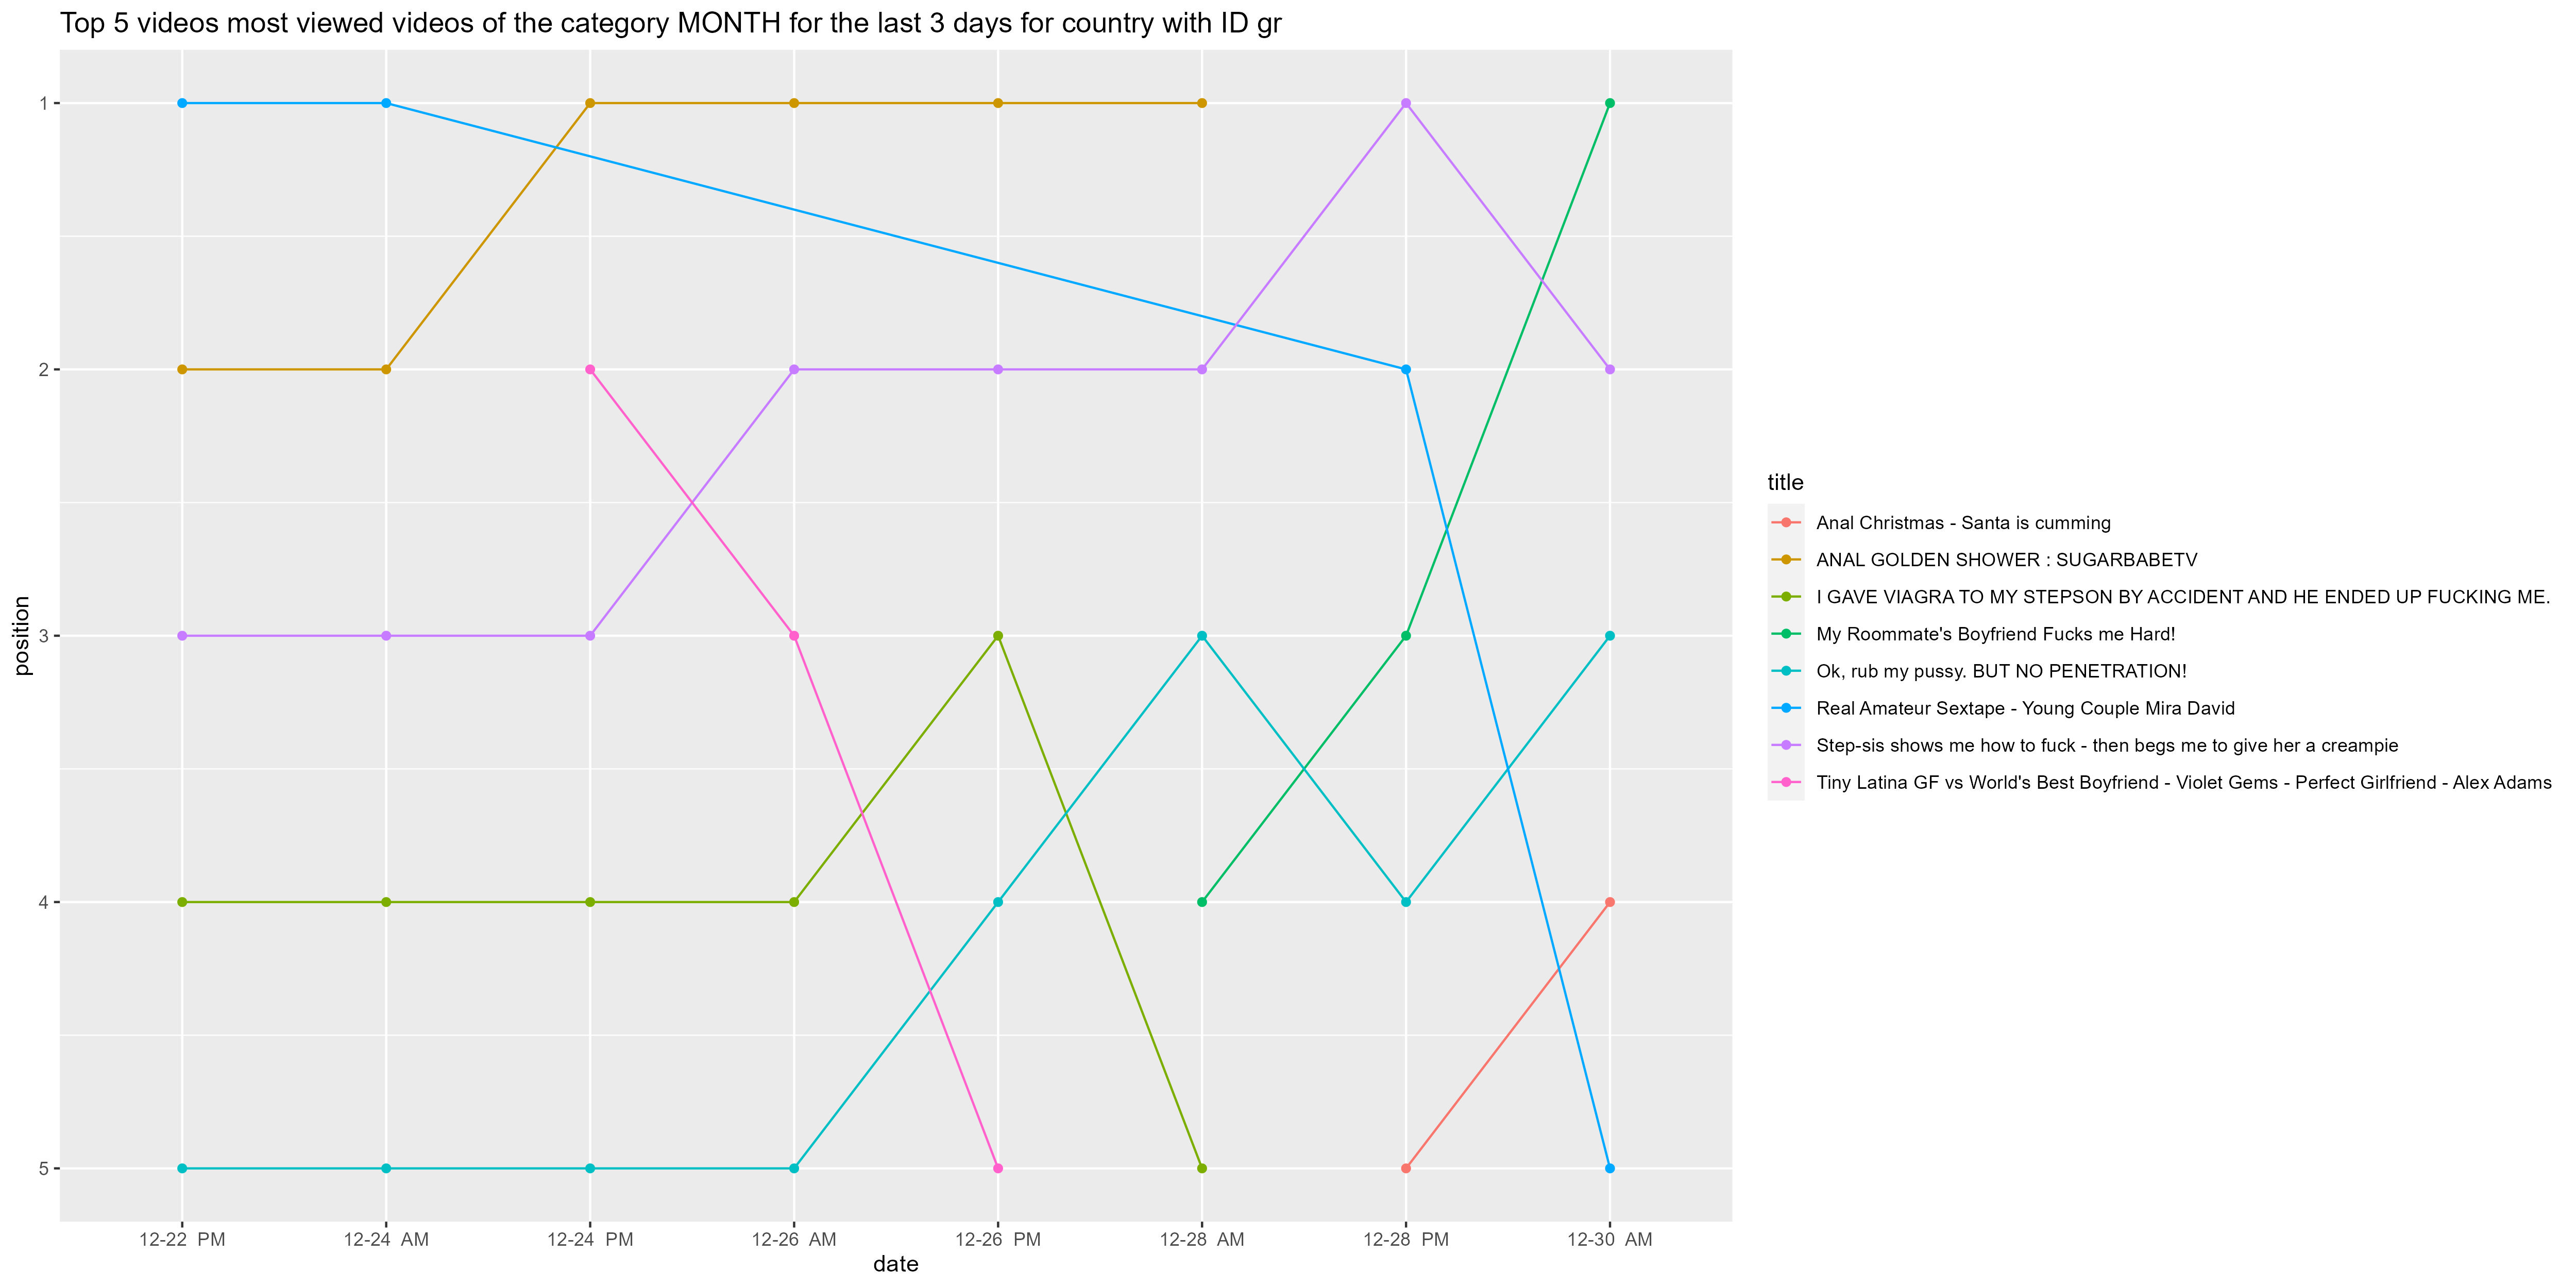 Top 5 videos most viewed videos of the category MONTH for the last 3 days for country with ID gr
1
2
3
4
5
position
12-22 PM
12-24 AM
12-24 PM
12-26 AM
12-26 PM
12-28 AM
12-28 PM
12-30 AM
date
title
Anal Christmas - Santa is cumming
ANAL GOLDEN SHOWER : SUGARBABETV
I GAVE VIAGRA TO MY STEPSON BY ACCIDENT AND HE ENDED UP FUCKING ME.
My Roommate's Boyfriend Fucks me Hard!
Ok, rub my pussy. BUT NO PENETRATION!
Real Amateur Sextape - Young Couple Mira David
Step-sis shows me how to fuck - then begs me to give her a creampie
Tiny Latina GF vs World's Best Boyfriend - Violet Gems - Perfect Girlfriend - Alex Adams